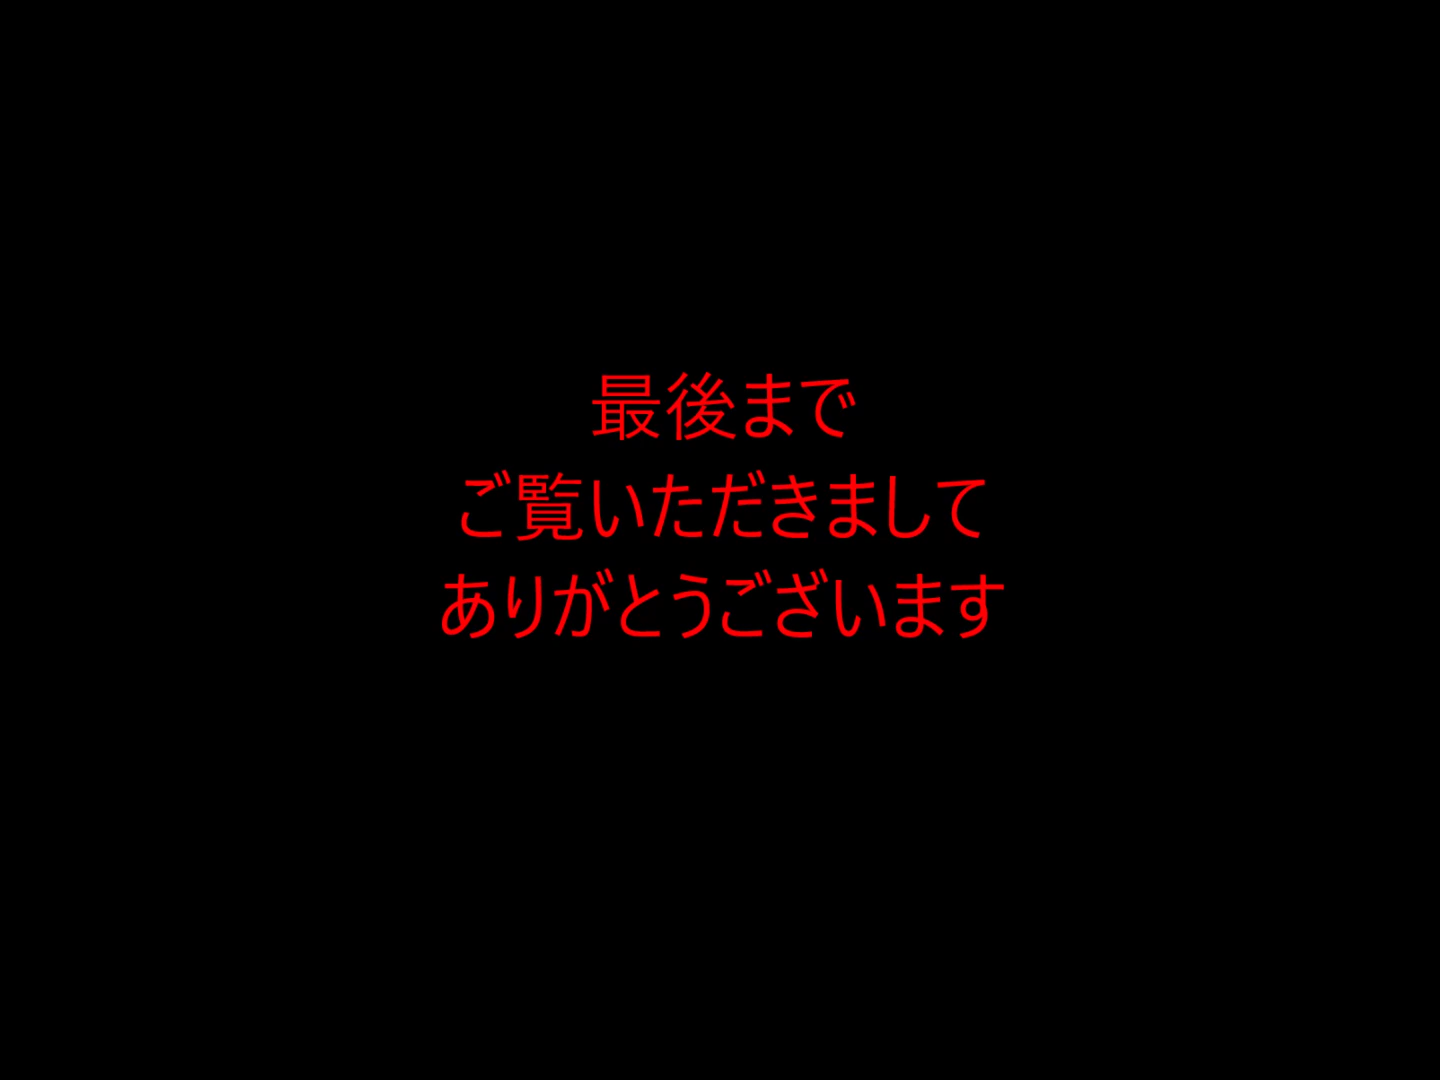 最後まで
ご覧いただきまして
ありがとうございます